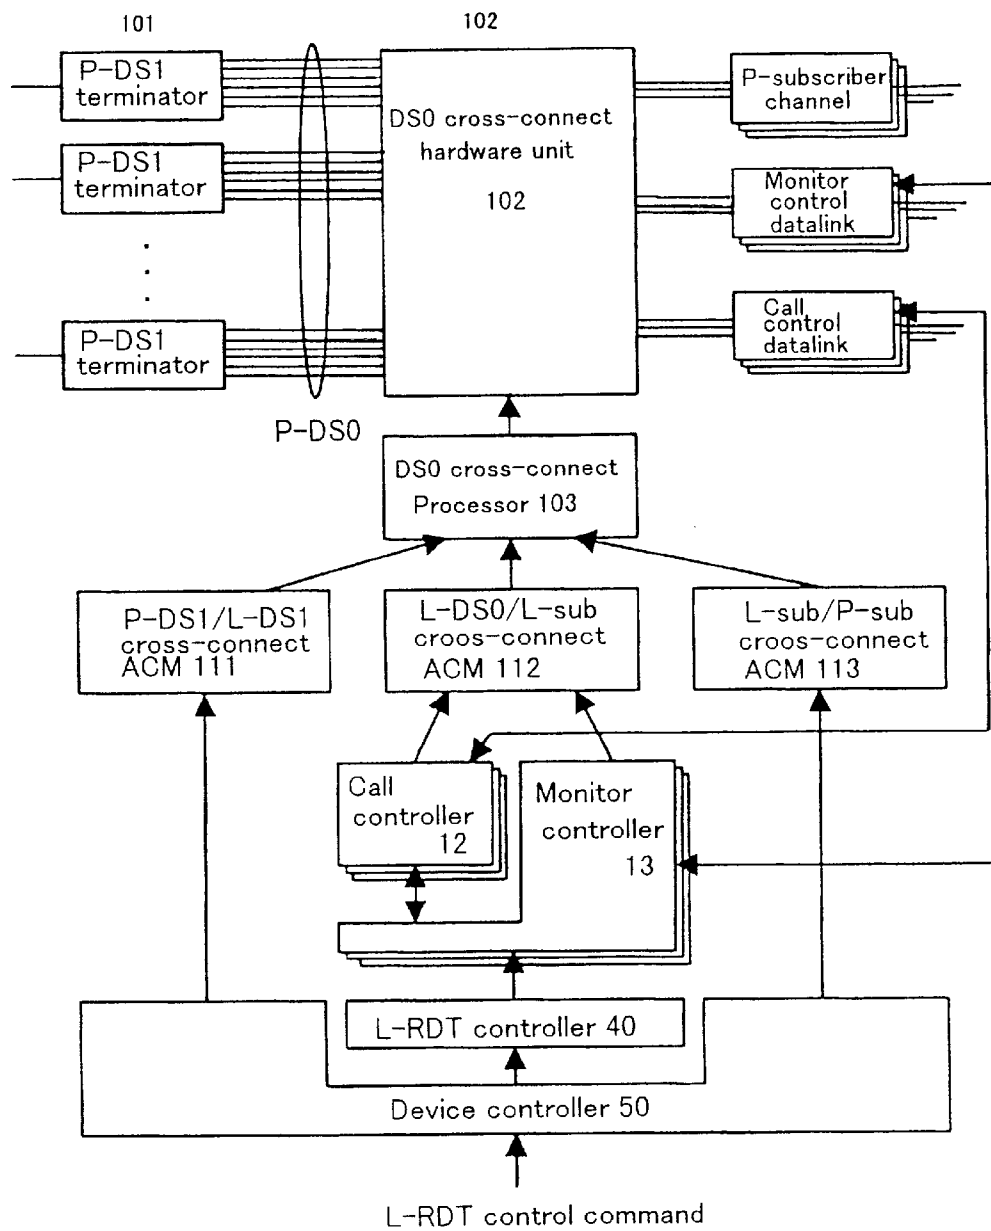 101
102
P-DS1
terminator
P-DS1
terminator
P-DS1
terminator
P-DS0
DS0 cross-connect
hardware unit
102
P-subscriber
channel
Monitor
control
datalink
Call
control
datalink
DS0 cross-connect
Processor 103
P-DS1/L-DS1
cross-connect
ACM 111
L-DS0/L-sub
croos-connect
ACM 112
L-sub/P-sub
croos-connect
ACM 113
Call
controller
12
Monitor
controller
13
L-RDT controller 40
Device controller 50
L-RDT control command